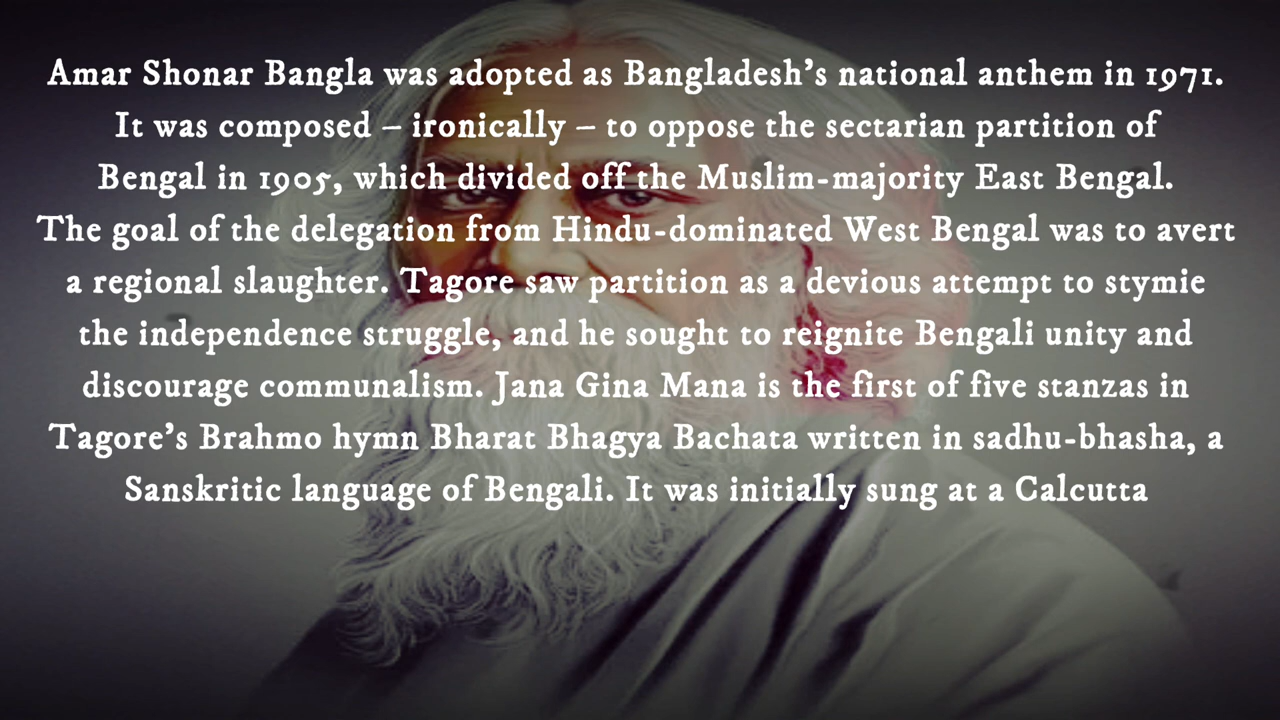 Amar Shonar Bangla was adopted as Bangladesh's national anthem in 1971.
It was composed – ironically – to oppose the sectarian partition of
Bengal in 1905, which divided off the Muslim-majority East Bengal.
The goal of the delegation from Hindu-dominated West Bengal was to avert
a regional slaughter. Tagore saw partition as a devious attempt to stymie
the independence struggle, and he sought to reignite Bengali unity and
discourage communalism. Jana Gina Mana is the first of five stanzas in
Tagore's Brahmo hymn Bharat Bhagya Bachata written in sadhu-bhasha, a
Sanskritic language of Bengali. It was initially sung at a Calcutta